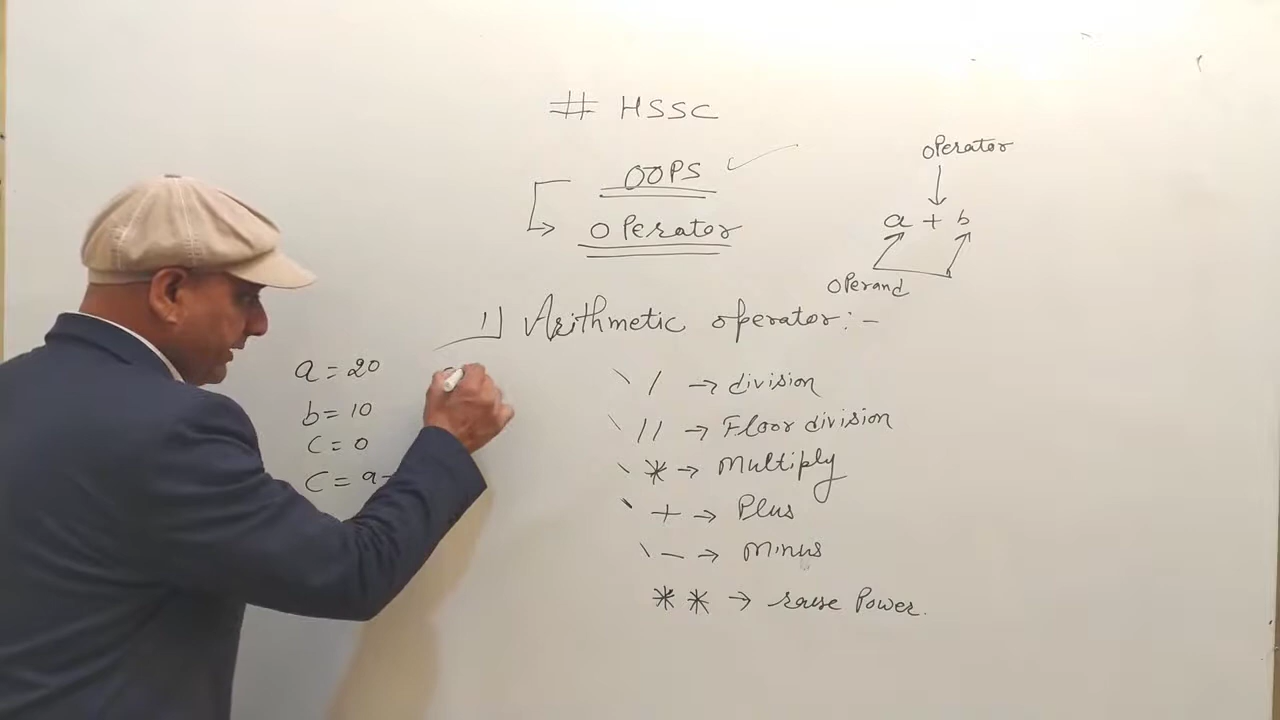 # HSSC
OOPS
Operator
operator
a + b
operand
1) Arithmetic operator:-
a = 20
b = 10
C = 0
C = a -
/ → division
// → Floor division
* → Multiply
+ → Plus
- → Minus
** → raise Power.